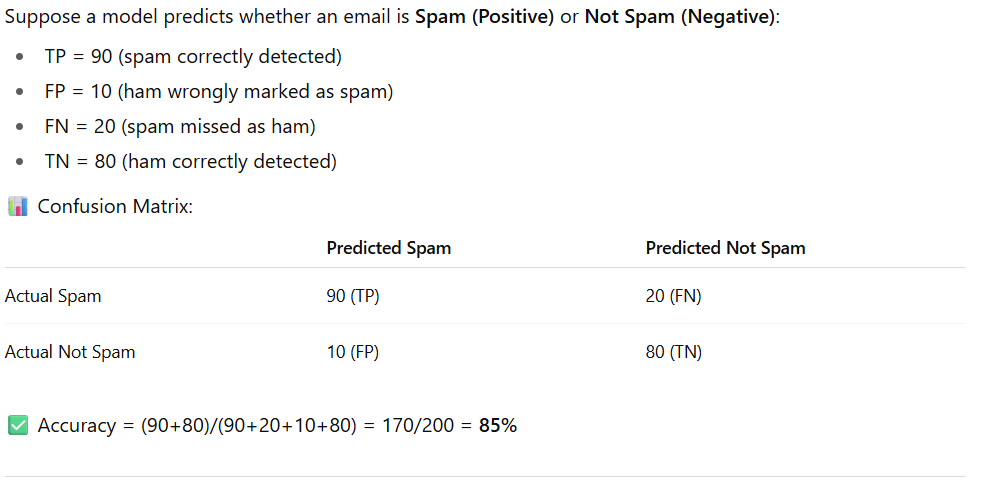 Suppose a model predicts whether an email is Spam (Positive) or Not Spam (Negative):
• TP = 90 (spam correctly detected)
• FP = 10 (ham wrongly marked as spam)
• FN = 20 (spam missed as ham)
• TN = 80 (ham correctly detected)
📊 Confusion Matrix:
Predicted Spam Predicted Not Spam
Actual Spam 90 (TP) 20 (FN)
Actual Not Spam 10 (FP) 80 (TN)
✅ Accuracy = (90+80)/(90+20+10+80) = 170/200 = 85%